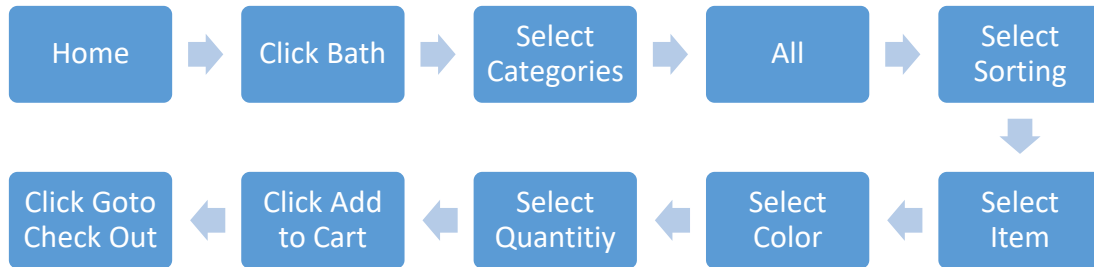 Home
Click Bath
Select
Categories
All
Select
Sorting
Select
Item
Select
Color
Select
Quantitiy
Click Add
to Cart
Click Goto
Check Out